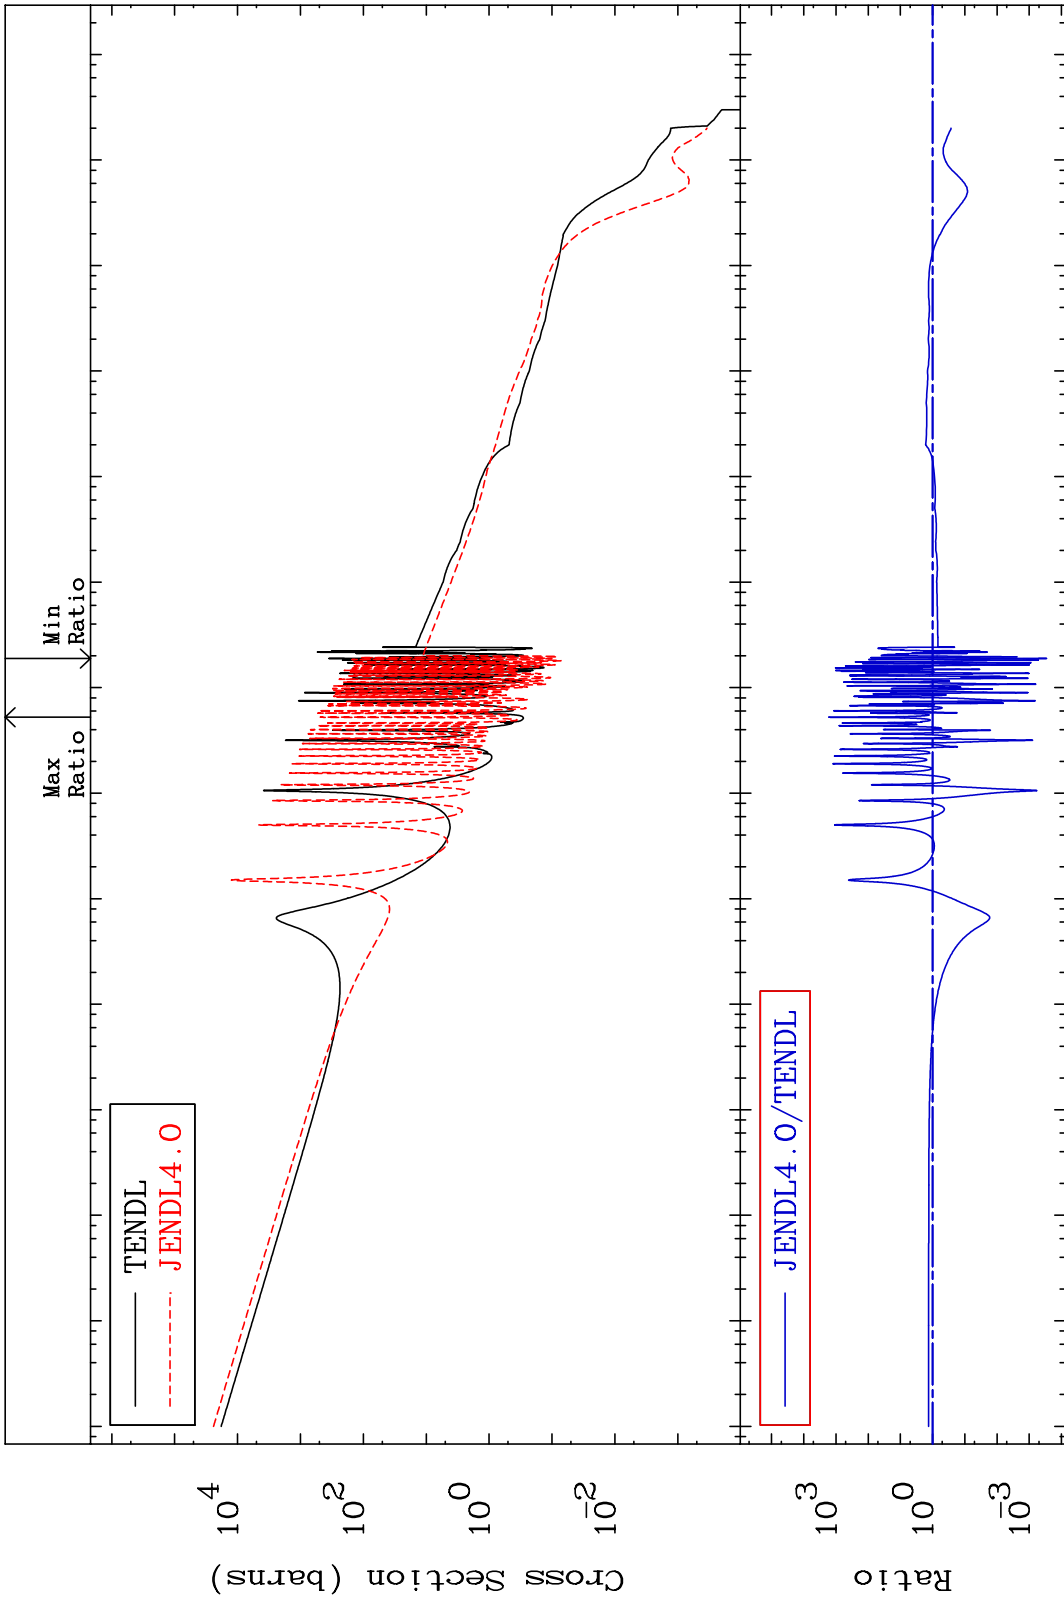 Max
Ratio
Min
Ratio
TENDL
JENDL4.0
10^4
10^2
10^0
10^-2
Cross Section (barns)
JENDL4.0/TENDL
10^3
10^0
10^-3
Ratio